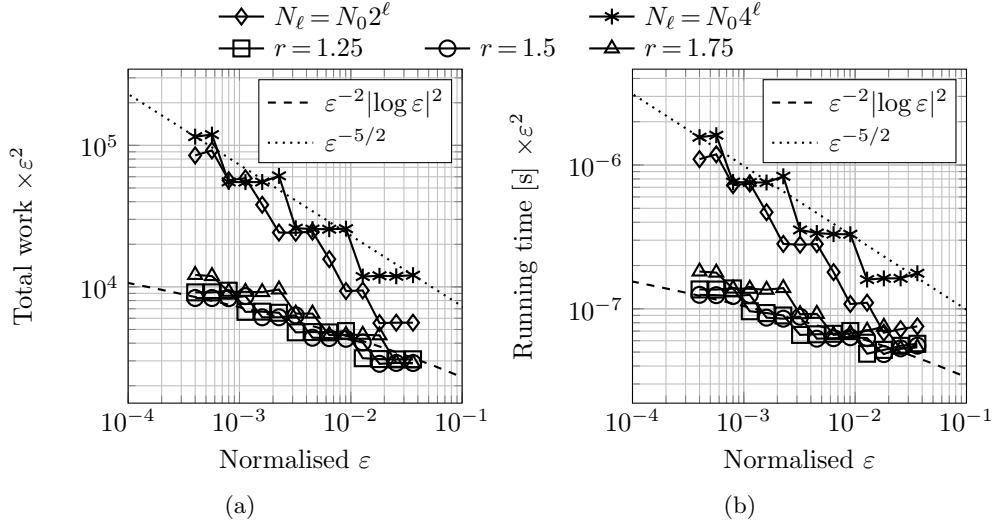 N_ℓ = N_0 2^ℓ
N_ℓ = N_0 4^ℓ
r = 1.25
r = 1.5
r = 1.75
ε^{-2}|log ε|^2
ε^{-5/2}
10^5
10^4
Total work ×ε^2
10^{-4}
10^{-3}
10^{-2}
10^{-1}
Normalised ε
(a)
ε^{-2}|log ε|^2
ε^{-5/2}
10^{-6}
10^{-7}
Running time [s] ×ε^2
10^{-4}
10^{-3}
10^{-2}
10^{-1}
Normalised ε
(b)